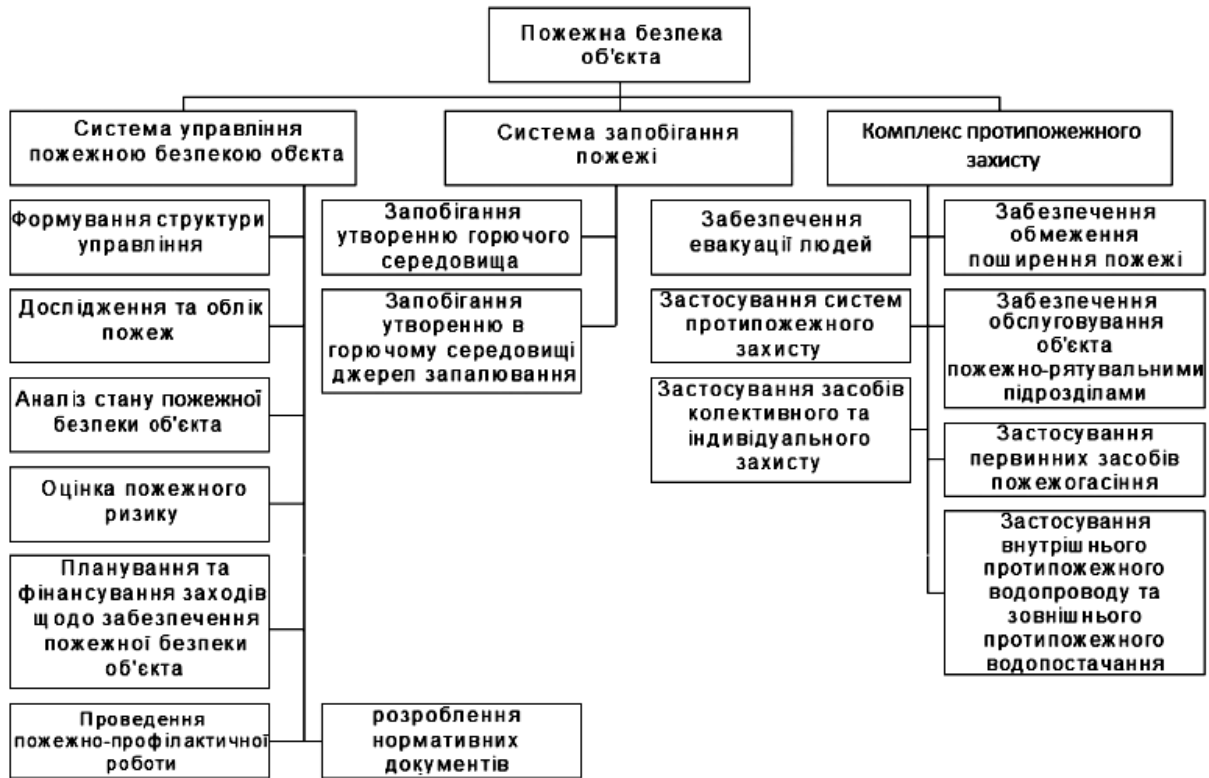 Пожежна безпека
об'єкта
Система управління
пожежною безпекою об'єкта
Система запобігання
пожежі
Комплекс протипожежного
захисту
Формування структури
управління
Дослідження та облік
пожеж
Аналіз стану пожежної
безпеки об'єкта
Оцінка пожежного
ризику
Планування та
фінансування заходів
щодо забезпечення
пожежної безпеки
об'єкта
Проведення
пожежно-профілактичної
роботи
розроблення
нормативних
документів
Запобігання
утворенню горючого
середовища
Запобігання
утворенню в
горючому середовищі
джерел запалювання
Забезпечення
евакуації людей
Застосування систем
протипожежного
захисту
Застосування засобів
колективного та
індивідуального
захисту
Забезпечення
обмеження
поширення пожежі
Забезпечення
обслуговування
об'єкта
пожежно-рятувальними
підрозділами
Застосування
первинних засобів
пожежогасіння
Застосування
внутрішнього
протипожежного
водопроводу та
зовнішнього
протипожежного
водопостачання